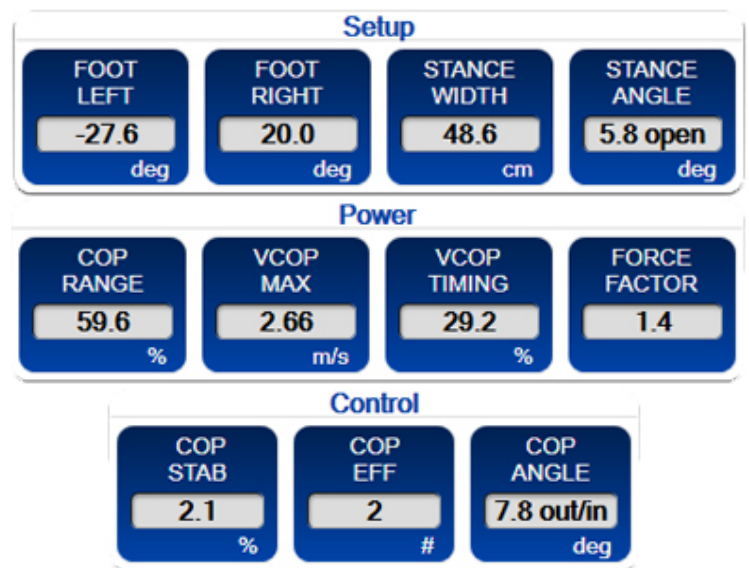 Setup
FOOT LEFT
-27.6
deg
FOOT RIGHT
20.0
deg
STANCE WIDTH
48.6
cm
STANCE ANGLE
5.8 open
deg
Power
COP RANGE
59.6
%
VCOP MAX
2.66
m/s
VCOP TIMING
29.2
%
FORCE FACTOR
1.4
Control
COP STAB
2.1
%
COP EFF
2
#
COP ANGLE
7.8 out/in
deg